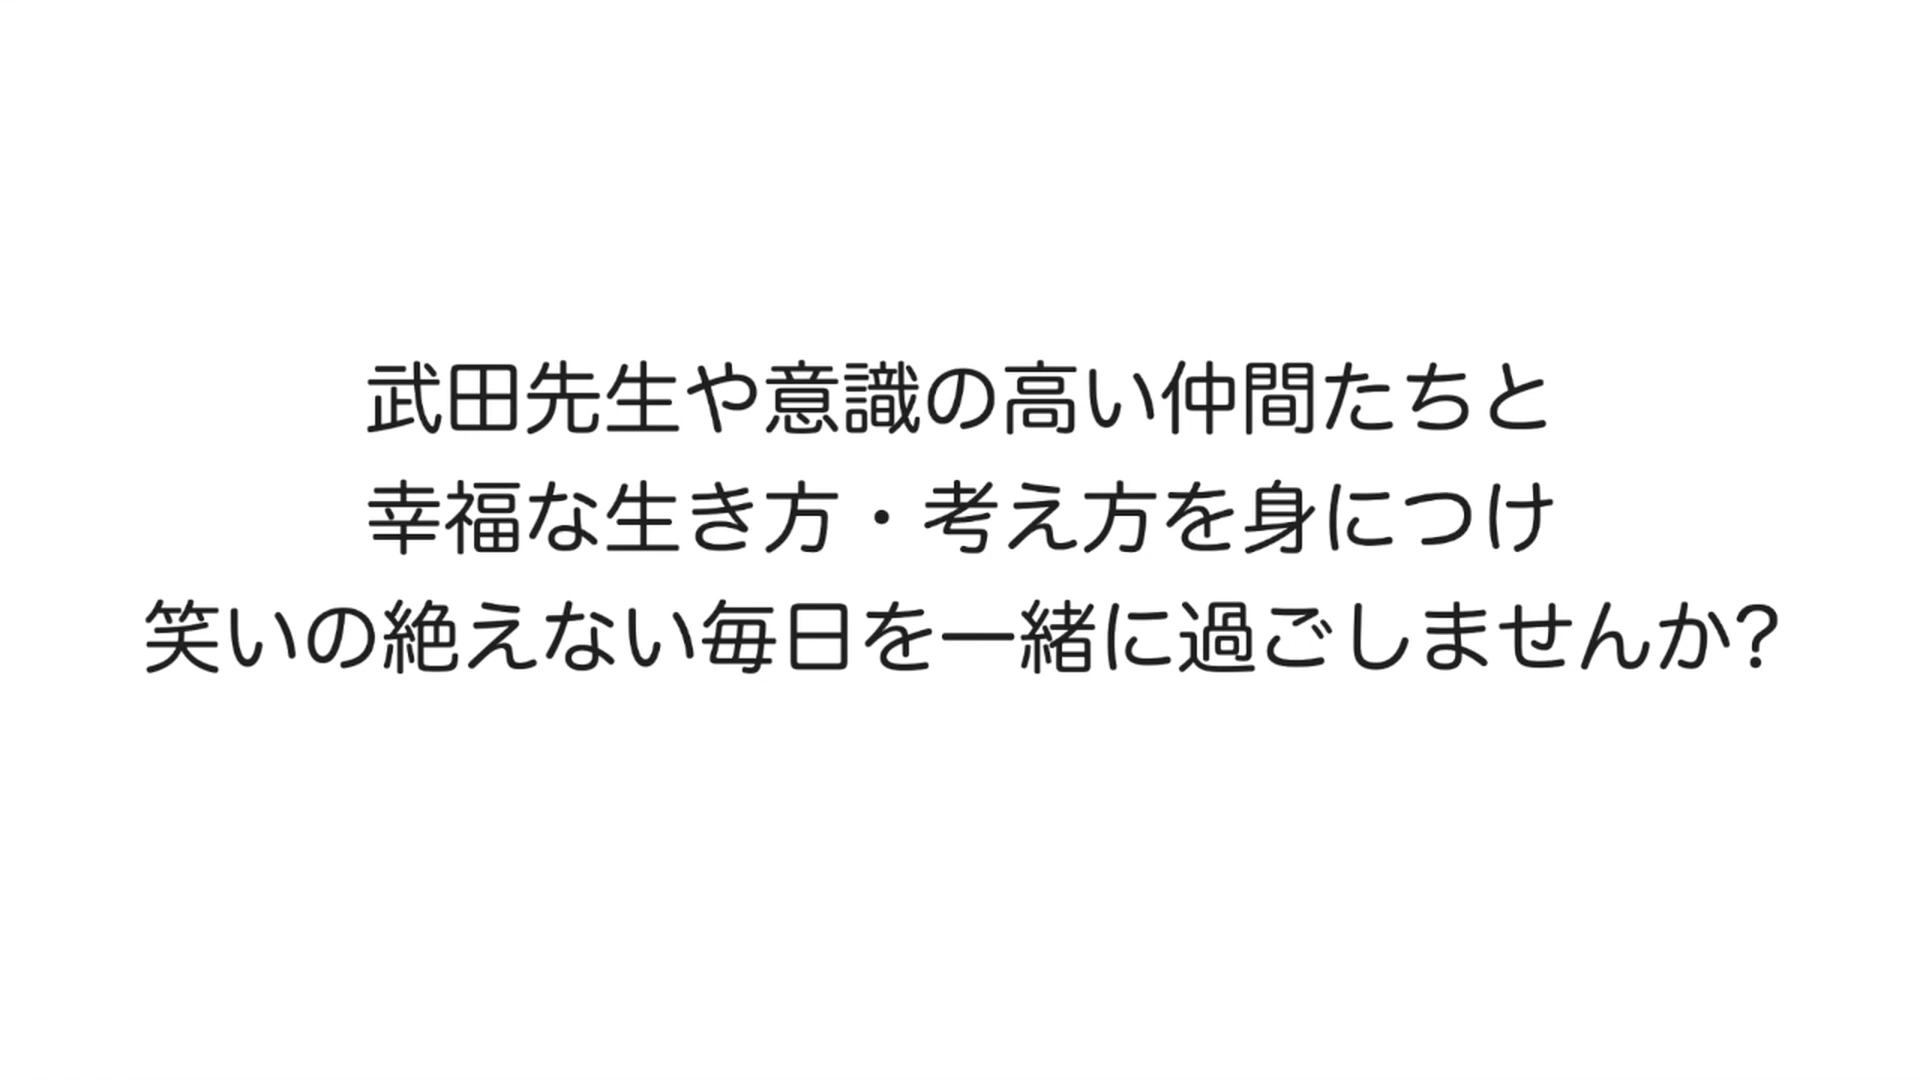 武田先生や意識の高い仲間たちと
幸福な生き方・考え方を身につけ
笑いの絶えない毎日を一緒に過ごしませんか?